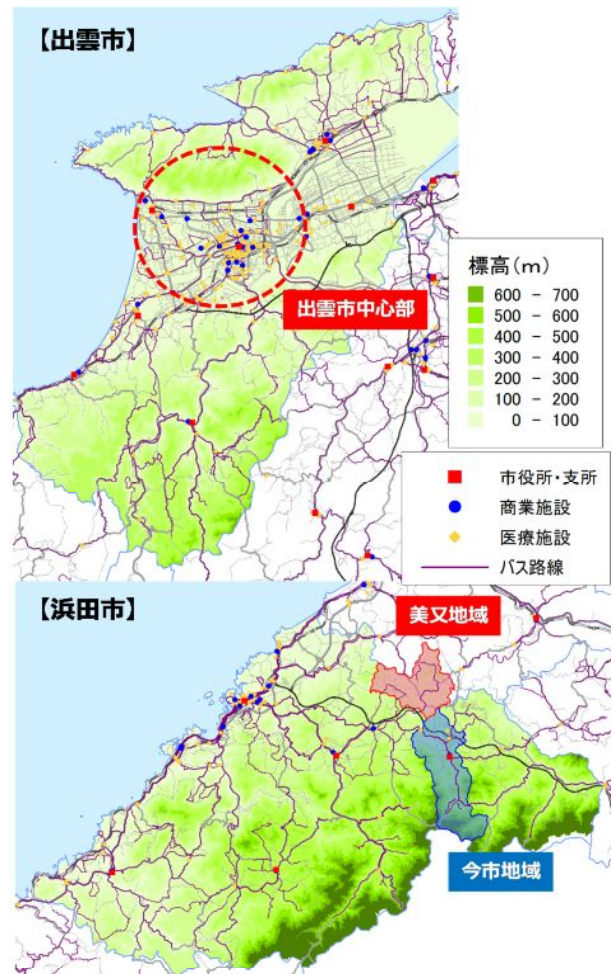 【出雲市】
出雲市中心部
標高(m)
600 - 700
500 - 600
400 - 500
300 - 400
200 - 300
100 - 200
0 - 100
市役所・支所
商業施設
医療施設
バス路線
【浜田市】
美又地域
今市地域